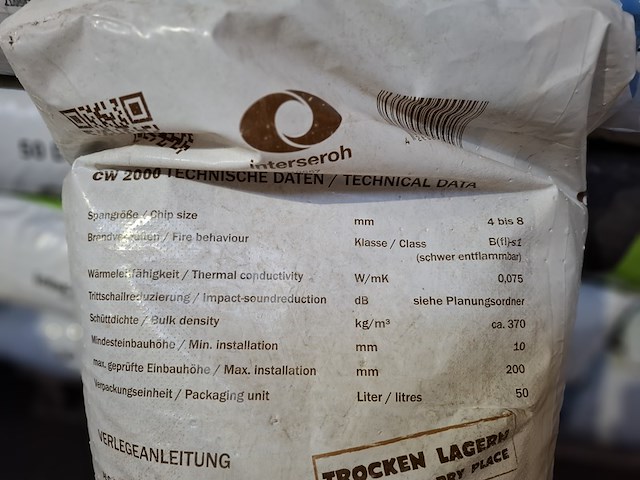 interseroh
CW 2000 TECHNISCHE DATEN / TECHNICAL DATA
Spangröße / Chip size mm 4 bis 8
Brandverhalten / Fire behaviour Klasse / Class B(fl)-s1
(schwer entflammbar)
Wärmeleitfähigkeit / Thermal conductivity W/mK 0,075
Trittschallreduzierung / Impact-soundreduction dB siehe Planungsordner
Schüttdichte / Bulk density kg/m³ ca. 370
Mindesteinbauhöhe / Min. installation mm 10
max. geprüfte Einbauhöhe / Max. installation mm 200
Verpackungseinheit / Packaging unit Liter / litres 50
VERLEGEANLEITUNG
TROCKEN LAGERN
DRY PLACE